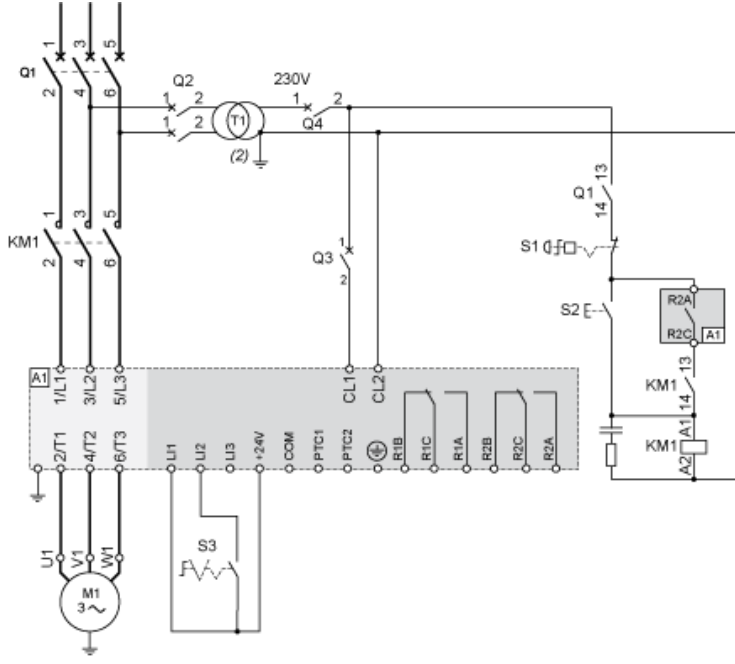 1 3 5
Q1
2 4 6
Q2
1 2
1 2
T1
(2)
230V
1 2
Q4
13
Q1
14
S1
1 3 5
KM1
2 4 6
1
Q3
2
S2
R2A
R2C A1
13
KM1
14
A1
KM1
A2
A1
1/L1 3/L2 5/L3 CL1 CL2
2/T1 4/T2 6/T3 LI1 LI2 LI3 +24V COM PTC1 PTC2 R1B R1C R1A R2B R2C R2A
S3
U1 V1 W1
M1
3